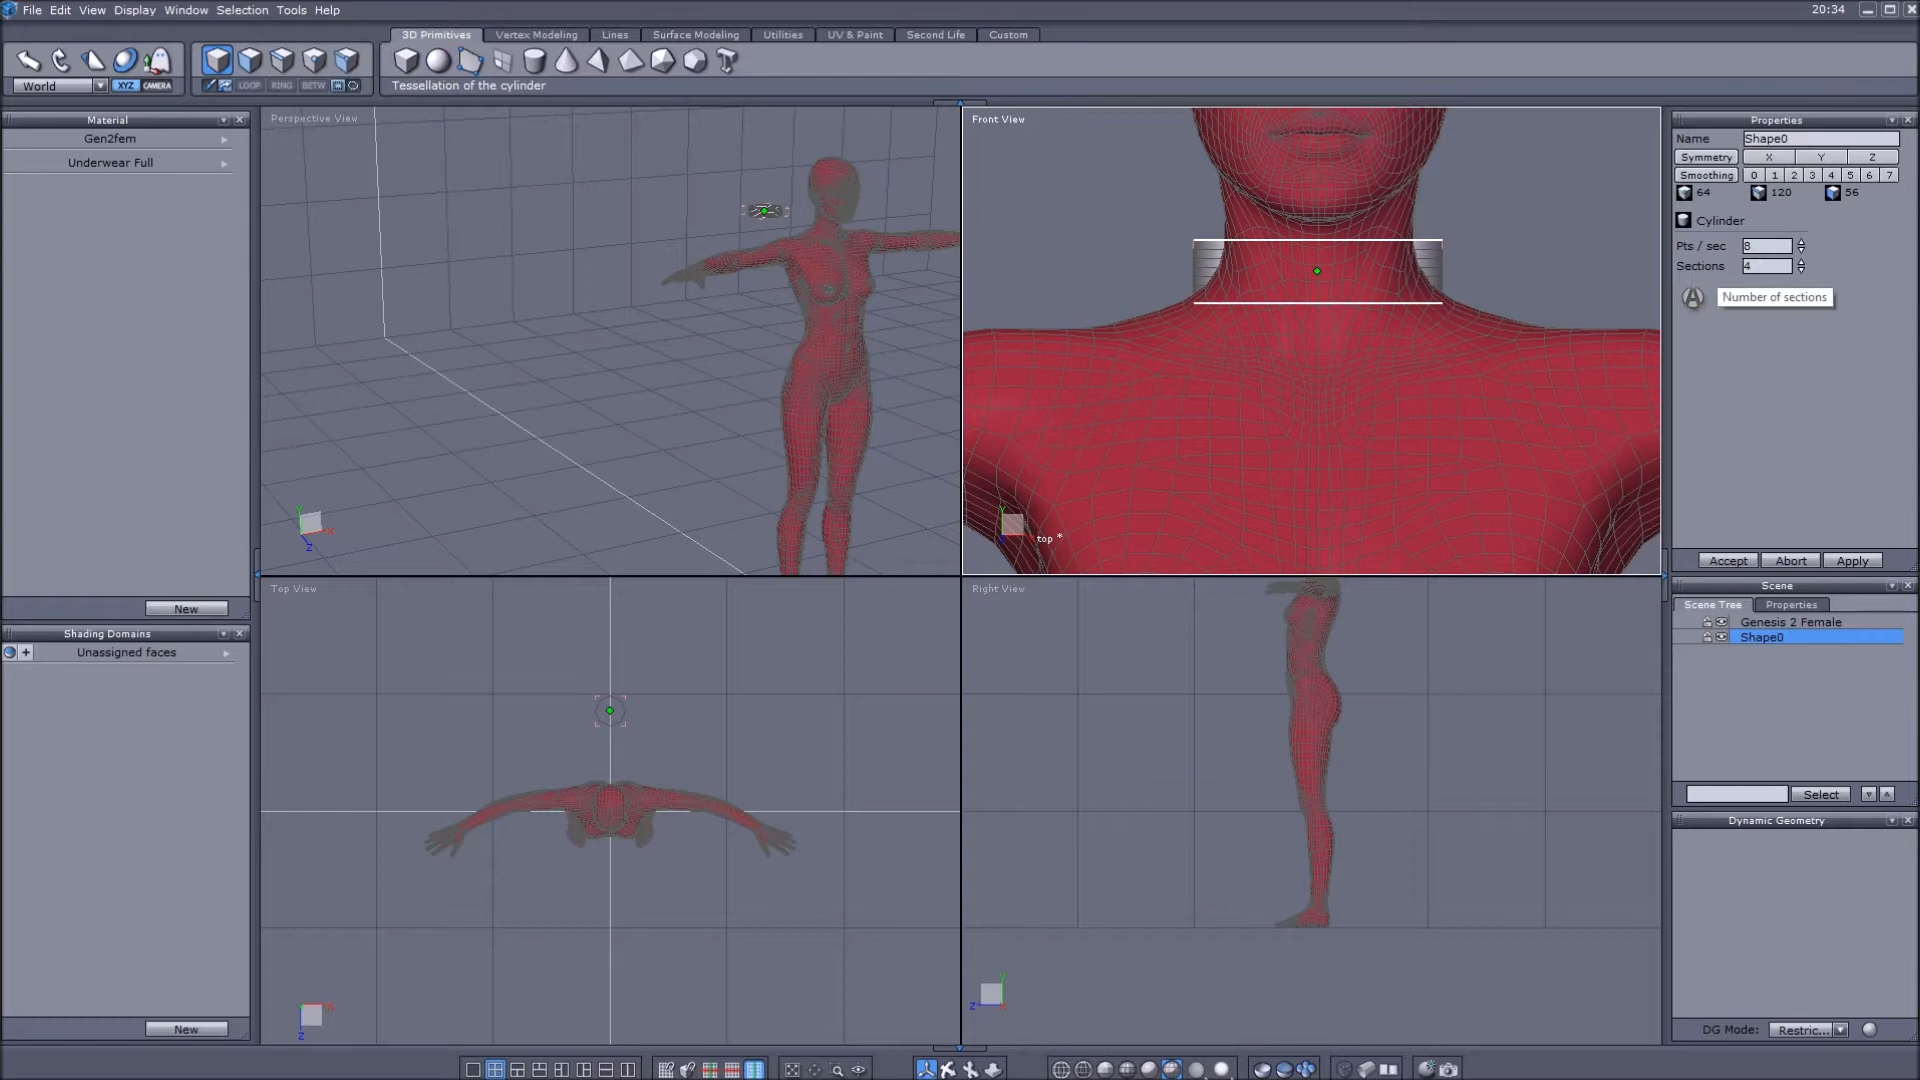 File Edit View Display Window Selection Tools Help
20:34
3D Primitives Vertex Modeling Lines Surface Modeling Utilities UV & Paint Second Life Custom
World XYZ CAMERA LOOP RING BETW
Tessellation of the cylinder
Material
Gen2fem
Underwear Full
New
Shading Domains
Unassigned faces
New
Perspective View
Y
X
Z
Front View
top *
Top View
X
Z
Right View
Y
Z
X
Properties
Name Shape0
Symmetry X Y Z
Smoothing 0 1 2 3 4 5 6 7
64 120 56
Cylinder
Pts / sec 8
Sections 4
Number of sections
Accept Abort Apply
Scene
Scene Tree Properties
Genesis 2 Female
Shape0
Select
Dynamic Geometry
DG Mode: Restric...